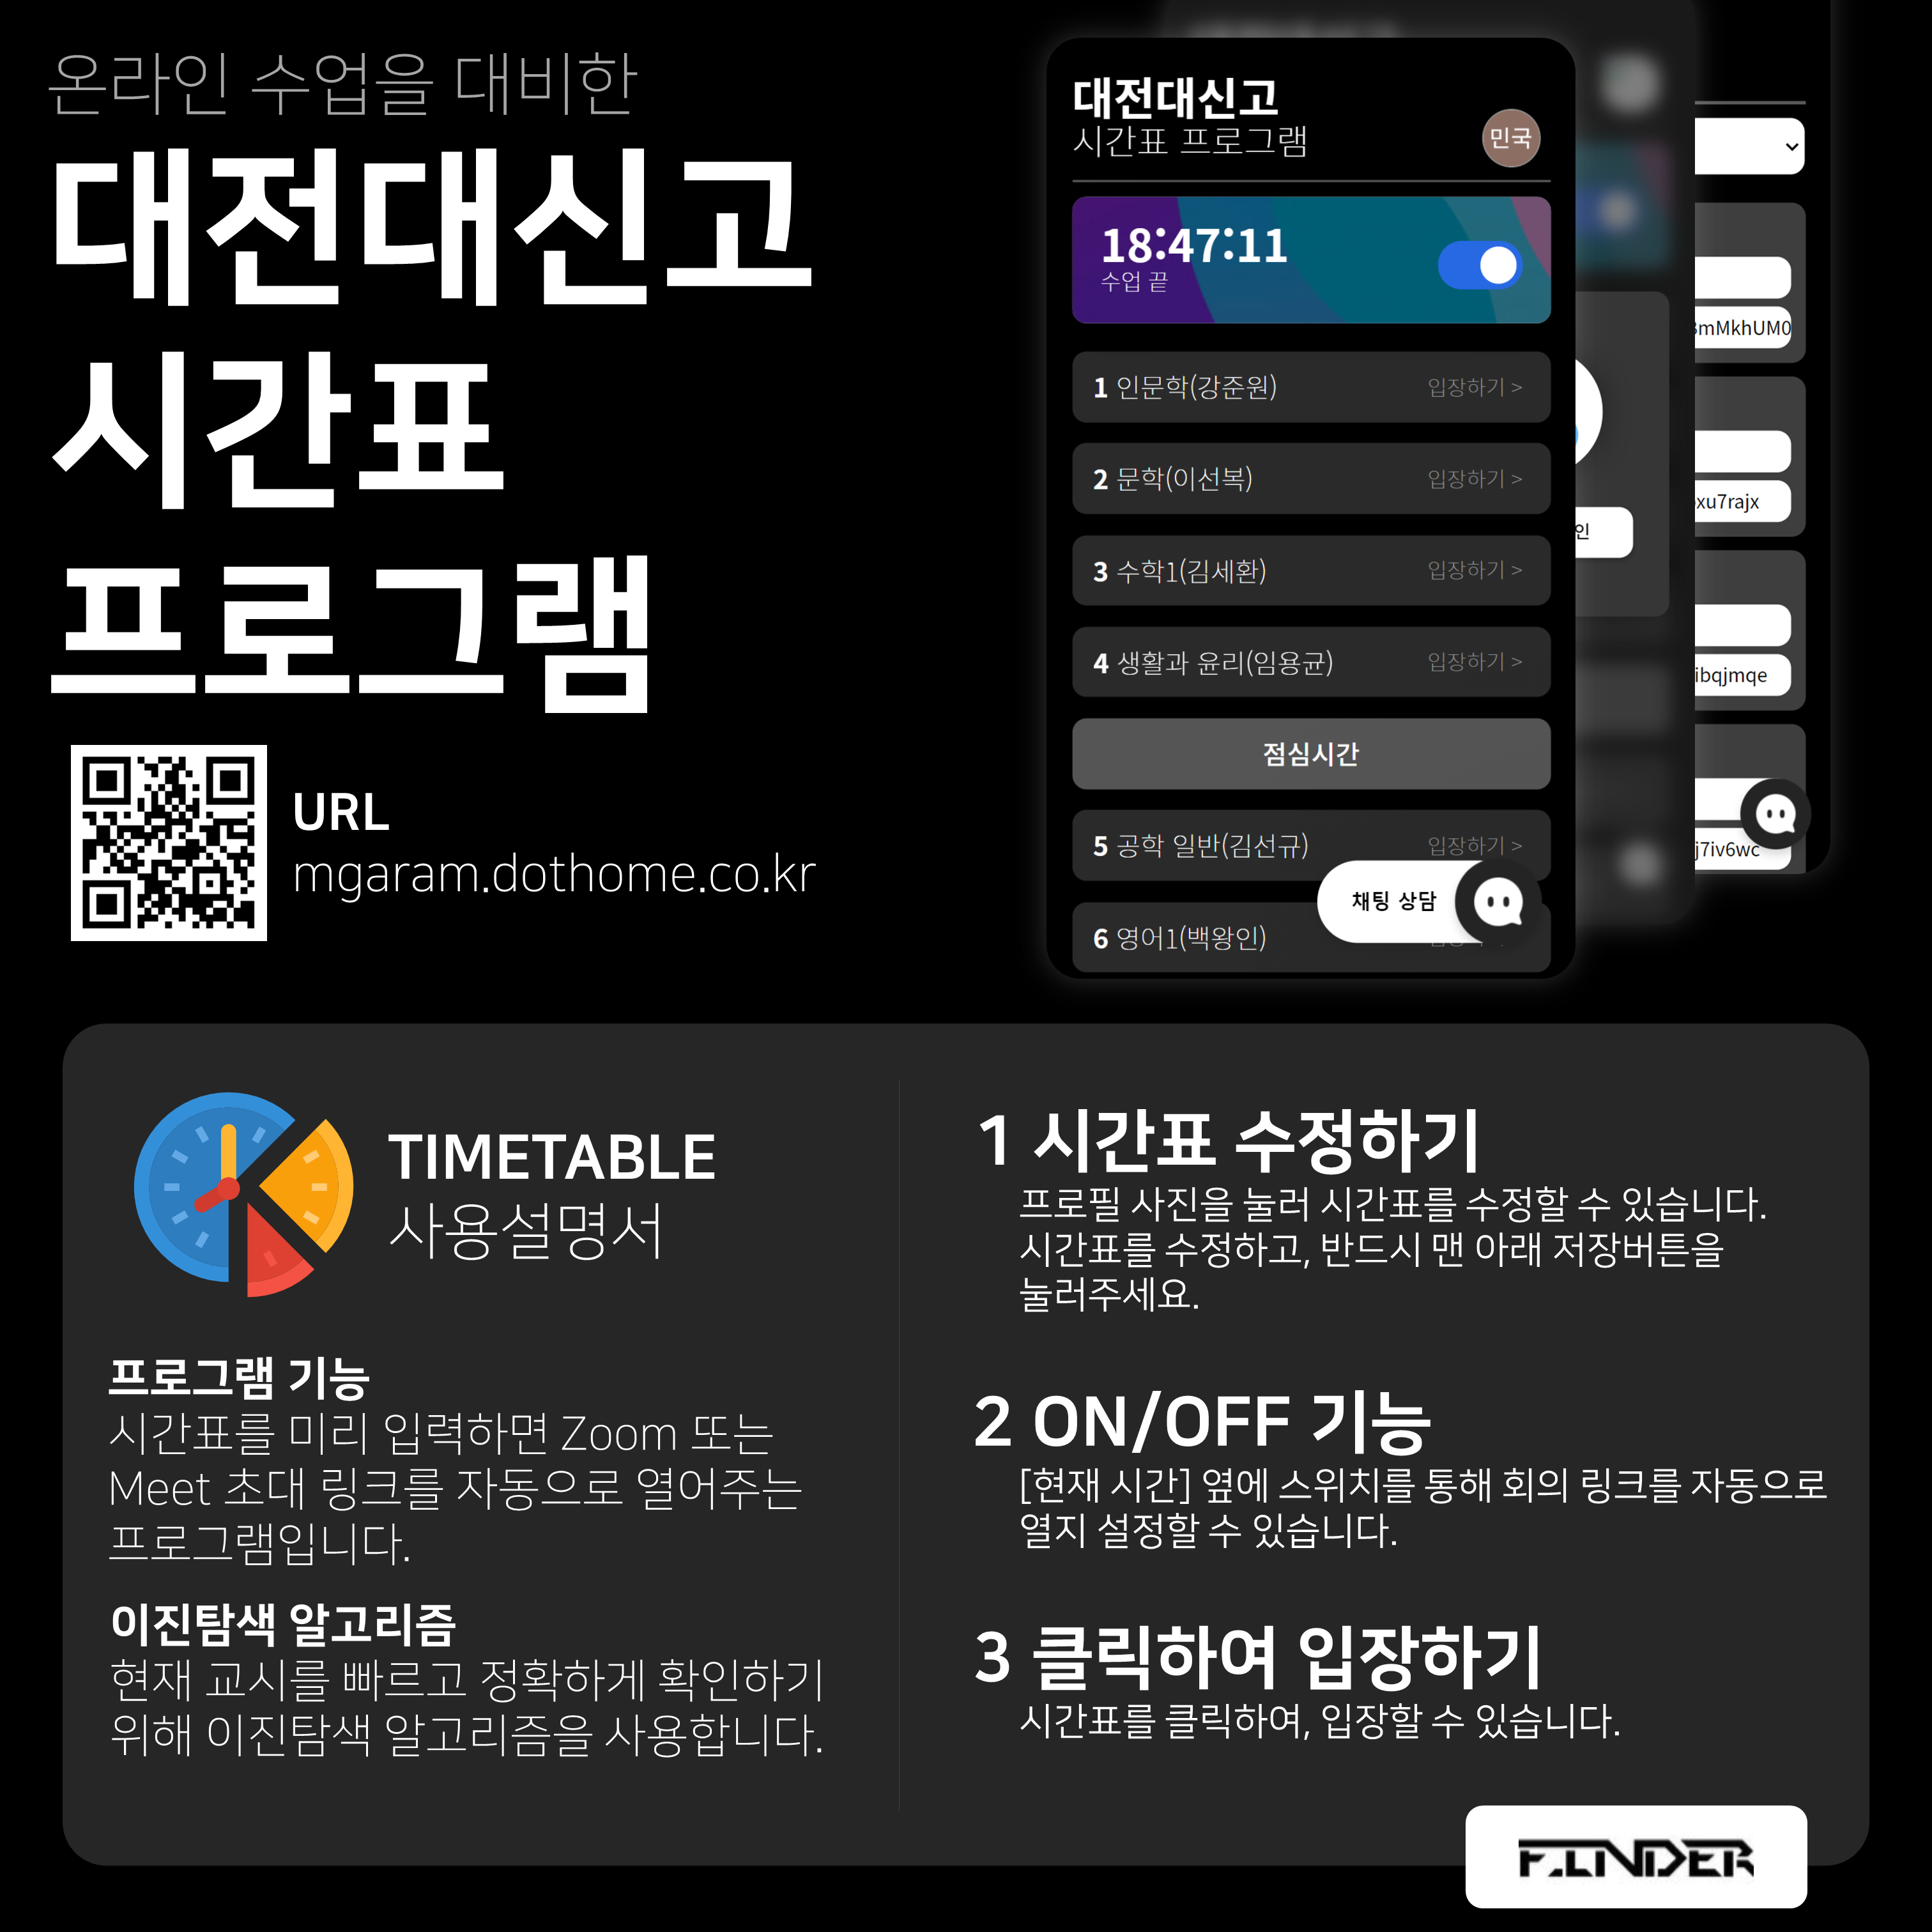 온라인 수업을 대비한
대전대신고
시간표
프로그램
URL
mgaram.dothome.co.kr
대전대신고
시간표 프로그램
민국
18:47:11
수업 끝
1 인문학(강준원) 입장하기 >
2 문학(이선복) 입장하기 >
3 수학1(김세환) 입장하기 >
4 생활과 윤리(임용균) 입장하기 >
점심시간
5 공학 일반(김선규) 입장하기 >
채팅 상담
6 영어1(백왕인)
인
mMkhUM0
xu7rajx
ibqjmqe
j7iv6wc
TIMETABLE
사용설명서
프로그램 기능
시간표를 미리 입력하면 Zoom 또는
Meet 초대 링크를 자동으로 열어주는
프로그램입니다.
이진탐색 알고리즘
현재 교시를 빠르고 정확하게 확인하기
위해 이진탐색 알고리즘을 사용합니다.
1 시간표 수정하기
프로필 사진을 눌러 시간표를 수정할 수 있습니다.
시간표를 수정하고, 반드시 맨 아래 저장버튼을
눌러주세요.
2 ON/OFF 기능
[현재 시간] 옆에 스위치를 통해 회의 링크를 자동으로
열지 설정할 수 있습니다.
3 클릭하여 입장하기
시간표를 클릭하여, 입장할 수 있습니다.
FINDER